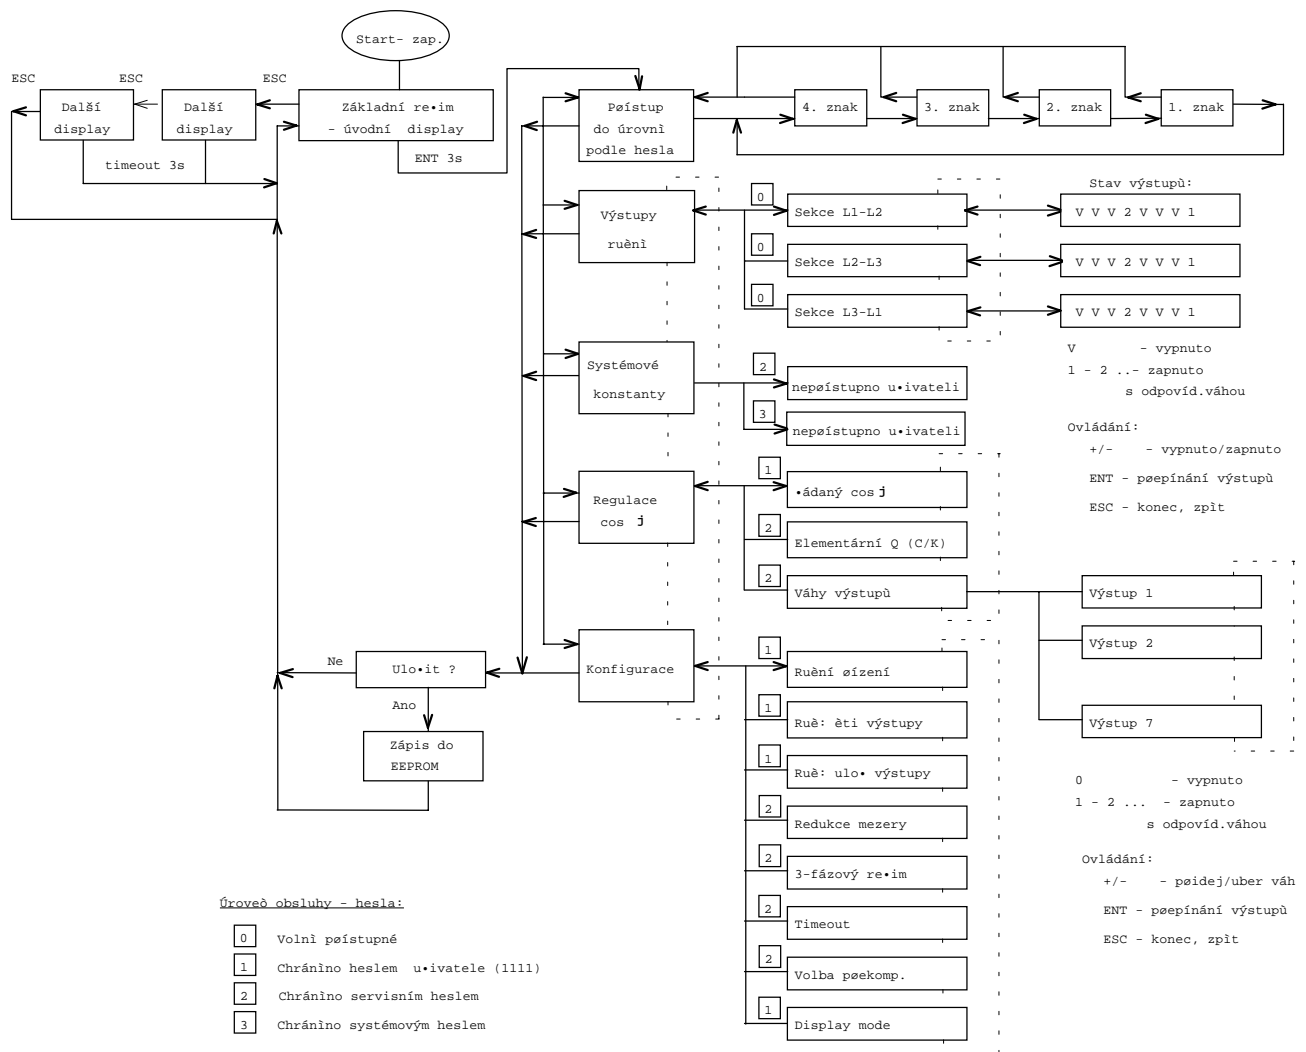 Start- zap.
ESC
ESC
ESC
Další
display
Další
display
Základní re•im
- úvodní display
timeout 3s
ENT 3s
Pøístup
do úrovnì
podle hesla
4. znak
3. znak
2. znak
1. znak
Výstupy
ruènì
0
Sekce L1-L2
0
Sekce L2-L3
0
Sekce L3-L1
Stav výstupù:
V V V 2 V V V 1
V V V 2 V V V 1
V V V 2 V V V 1
V - vypnuto
1 - 2 ..- zapnuto
s odpovíd.váhou
Ovládání:
+/- - vypnuto/zapnuto
ENT - pøepínání výstupù
ESC - konec, zpìt
Systémové
konstanty
2
nepøístupno u•ivateli
3
nepøístupno u•ivateli
Regulace
cos j
1
•ádaný cos j
2
Elementární Q (C/K)
2
Váhy výstupù
Výstup 1
Výstup 2
Výstup 7
0 - vypnuto
1 - 2 ... - zapnuto
s odpovíd.váhou
Ovládání:
+/- - pøidej/uber váh
ENT - pøepínání výstupù
ESC - konec, zpìt
Konfigurace
1
Ruèní øízení
1
Ruè: èti výstupy
1
Ruè: ulo• výstupy
2
Redukce mezery
2
3-fázový re•im
2
Timeout
2
Volba pøekomp.
1
Display mode
Ne
Ulo•it ?
Ano
Zápis do
EEPROM
Úroveò obsluhy - hesla:
0 Volnì pøístupné
1 Chránìno heslem u•ivatele (1111)
2 Chránìno servisním heslem
3 Chránìno systémovým heslem